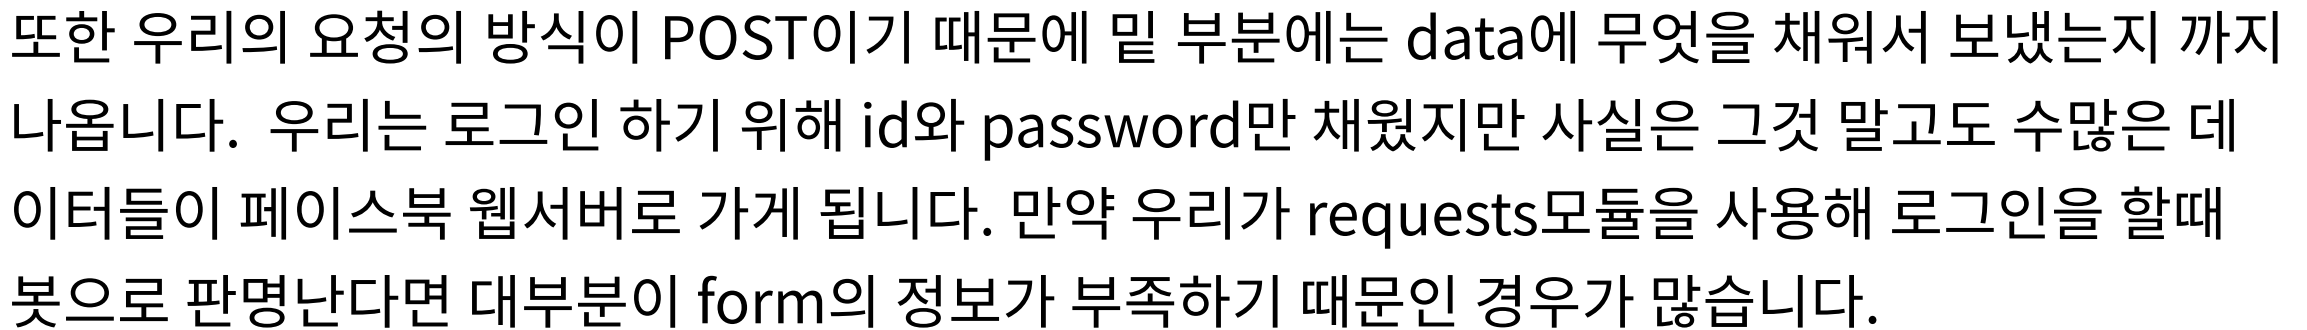 또한 우리의 요청의 방식이 POST이기 때문에 밑 부분에는 data에 무엇을 채워서 보냈는지 까지
나옵니다.  우리는 로그인 하기 위해 id와 password만 채웠지만 사실은 그것 말고도 수많은 데
이터들이 페이스북 웹서버로 가게 됩니다. 만약 우리가 requests모듈을 사용해 로그인을 할때
봇으로 판명난다면 대부분이 form의 정보가 부족하기 때문인 경우가 많습니다.